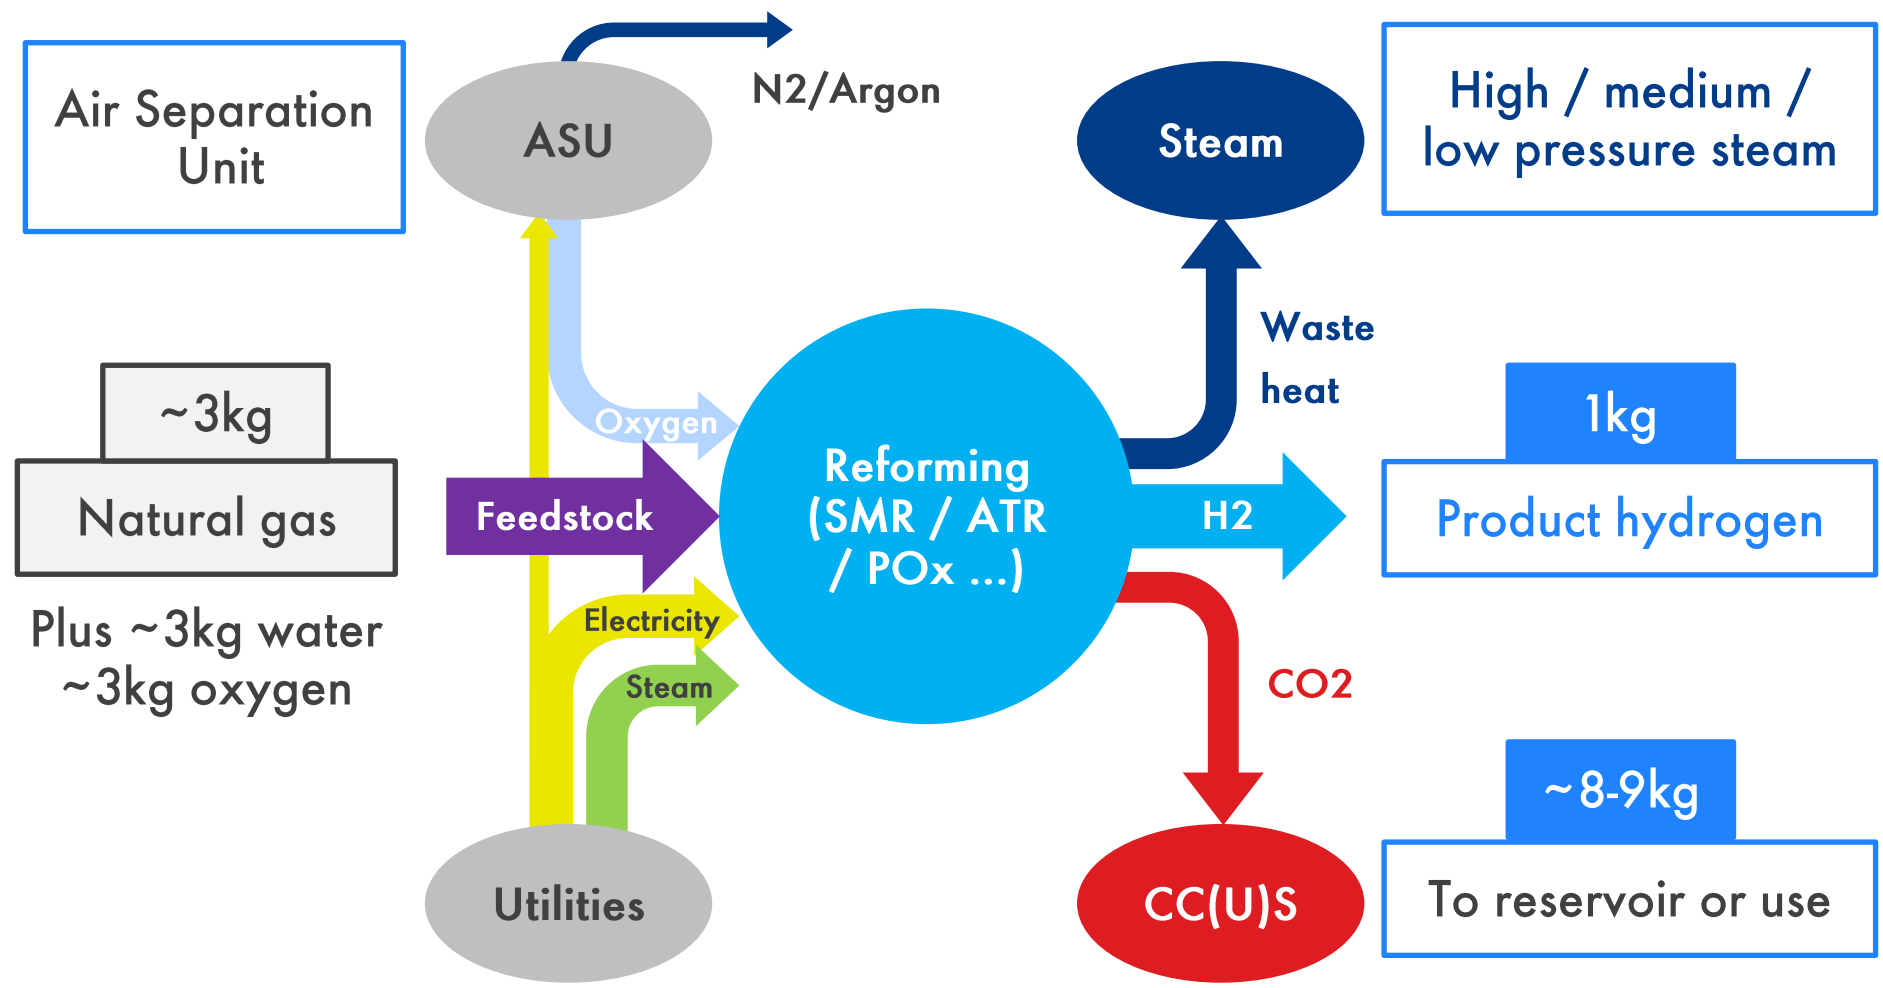 Air Separation
Unit
ASU
N2/Argon
Steam
High / medium /
low pressure steam
~3kg
Natural gas
Plus ~3kg water
~3kg oxygen
Oxygen
Feedstock
Electricity
Steam
Utilities
Reforming
(SMR / ATR
/ POx ...)
Waste
heat
H2
CO2
1kg
Product hydrogen
CC(U)S
~8-9kg
To reservoir or use